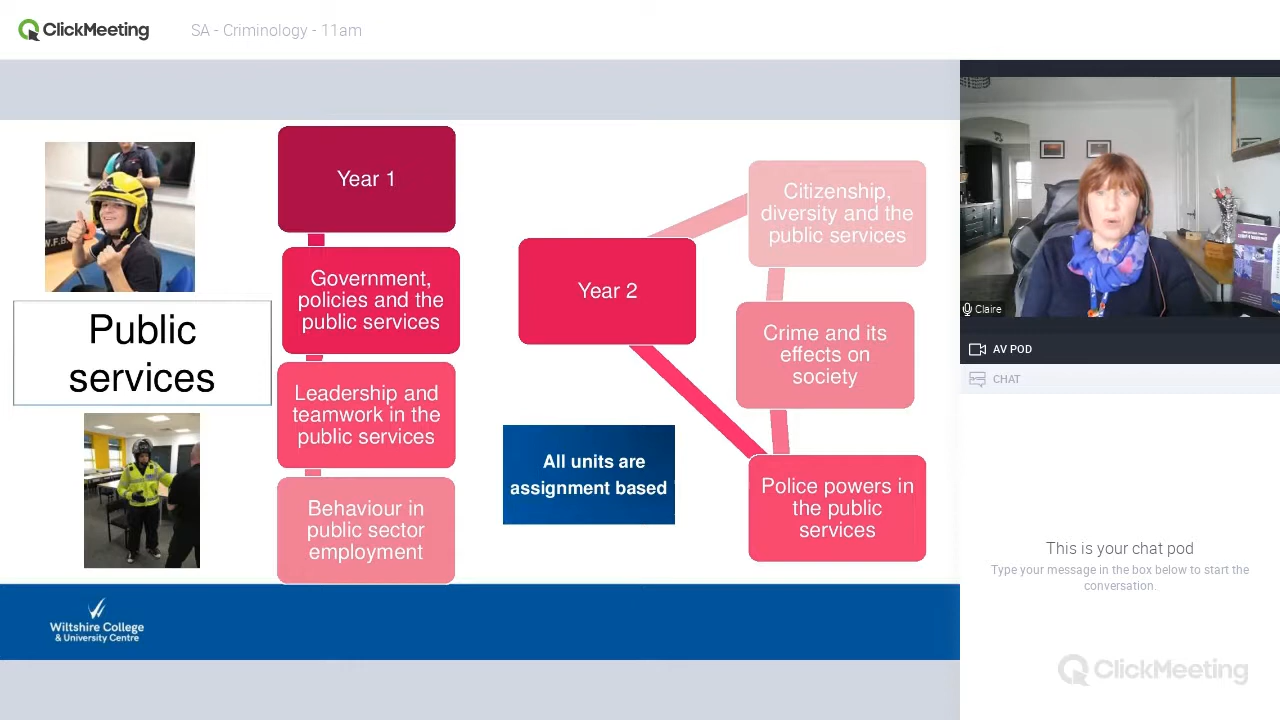 ClickMeeting
SA - Criminology - 11am
Public
services
Year 1
Government,
policies and the
public services
Leadership and
teamwork in the
public services
Behaviour in
public sector
employment
Year 2
All units are
assignment based
Citizenship,
diversity and the
public services
Crime and its
effects on
society
Police powers in
the public
services
Wiltshire College
& University Centre
Claire
AV POD
CHAT
This is your chat pod
Type your message in the box below to start the
conversation.
ClickMeeting